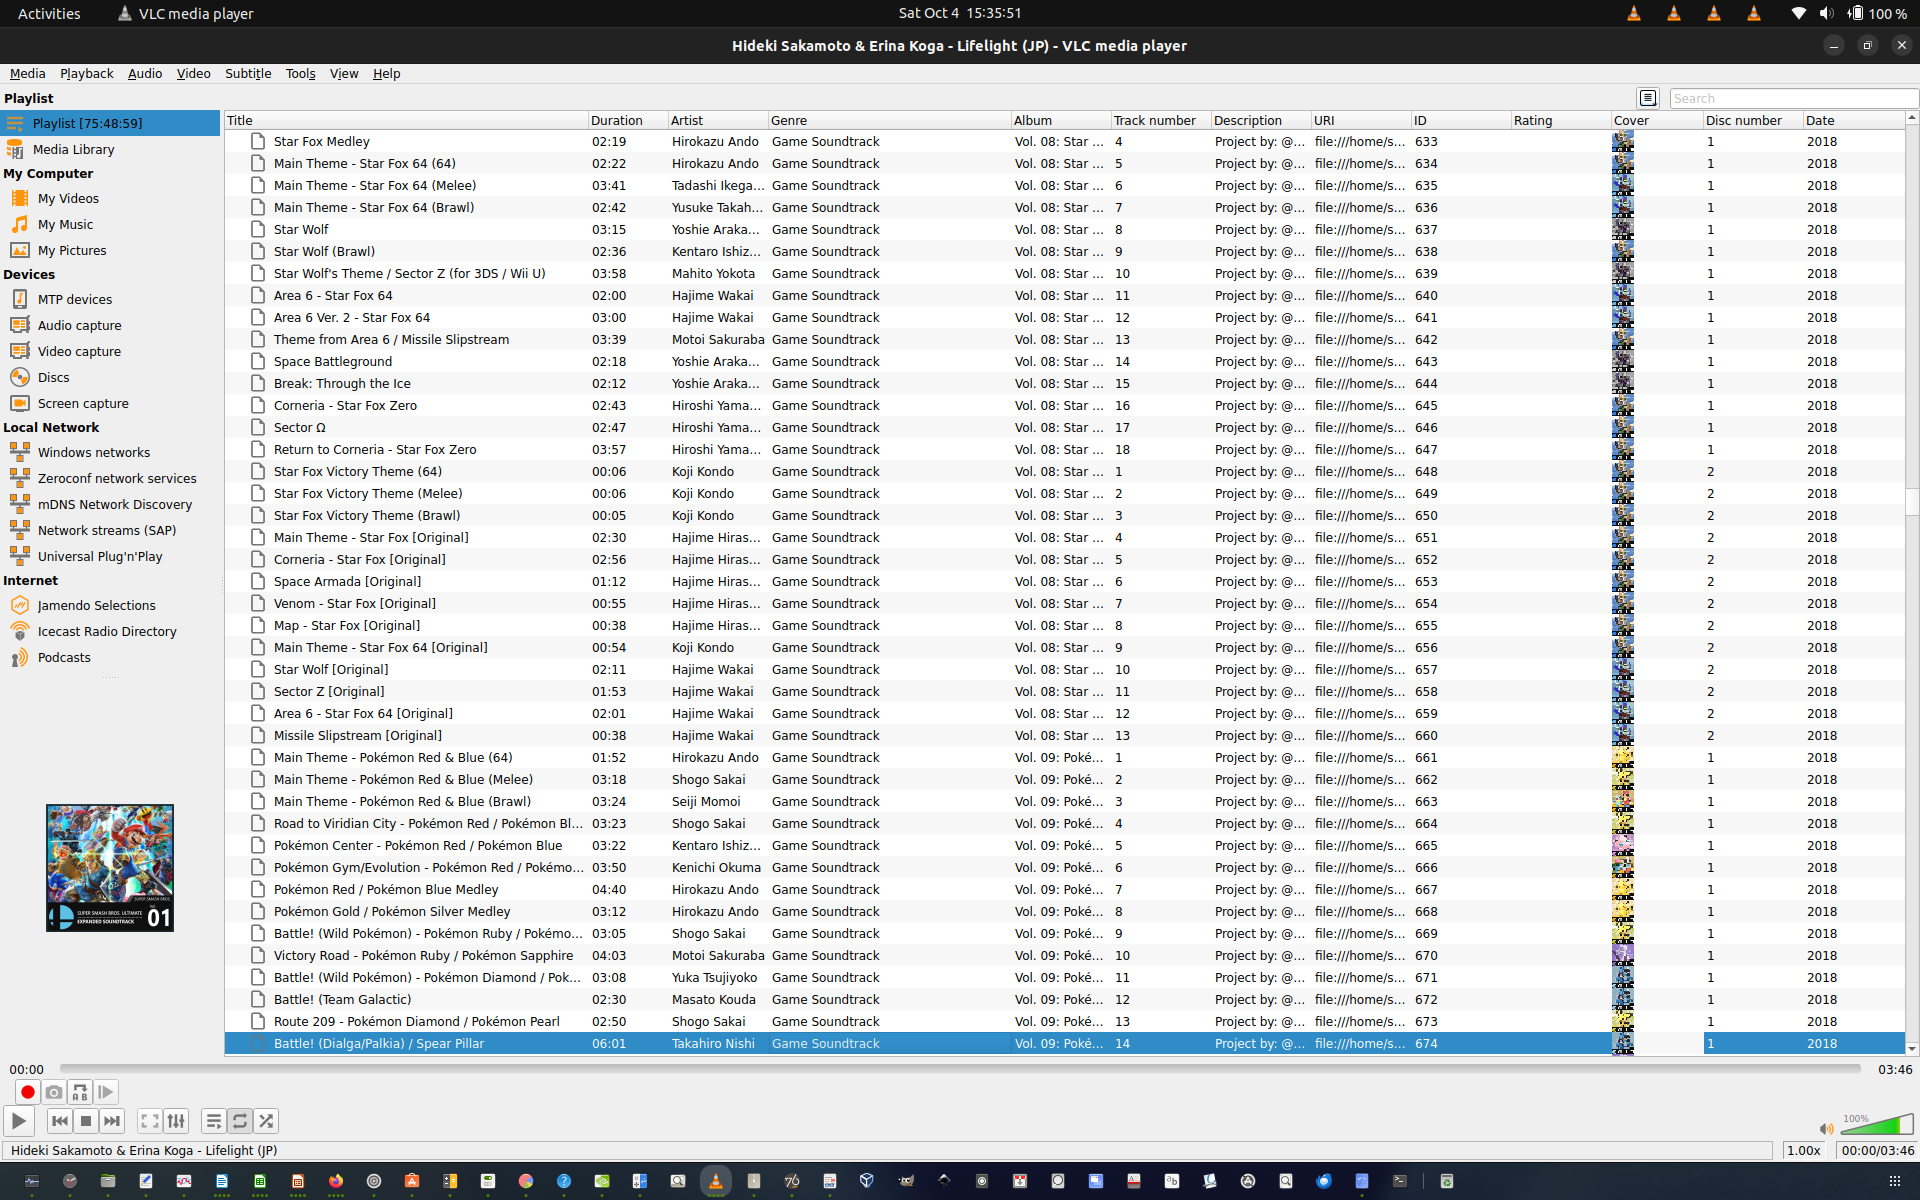 Activities VLC media player Sat Oct 4 15:35:51 100 %
Hideki Sakamoto & Erina Koga - Lifelight (JP) - VLC media player
Media Playback Audio Video Subtitle Tools View Help
Playlist
Search
Playlist [75:48:59]
Media Library
My Computer
My Videos
My Music
My Pictures
Devices
MTP devices
Audio capture
Video capture
Discs
Screen capture
Local Network
Windows networks
Zeroconf network services
mDNS Network Discovery
Network streams (SAP)
Universal Plug'n'Play
Internet
Jamendo Selections
Icecast Radio Directory
Podcasts
SUPER SMASH BROS. ULTIMATE
EXPANDED SOUNDTRACK
01
Title Duration Artist Genre Album Track number Description URI ID Rating Cover Disc number Date
Star Fox Medley 02:19 Hirokazu Ando Game Soundtrack Vol. 08: Star ... 4 Project by: @... file:///home/s... 633 1 2018
Main Theme - Star Fox 64 (64) 02:22 Hirokazu Ando Game Soundtrack Vol. 08: Star ... 5 Project by: @... file:///home/s... 634 1 2018
Main Theme - Star Fox 64 (Melee) 03:41 Tadashi Ikega... Game Soundtrack Vol. 08: Star ... 6 Project by: @... file:///home/s... 635 1 2018
Main Theme - Star Fox 64 (Brawl) 02:42 Yusuke Takah... Game Soundtrack Vol. 08: Star ... 7 Project by: @... file:///home/s... 636 1 2018
Star Wolf 03:15 Yoshie Araka... Game Soundtrack Vol. 08: Star ... 8 Project by: @... file:///home/s... 637 1 2018
Star Wolf (Brawl) 02:36 Kentaro Ishiz... Game Soundtrack Vol. 08: Star ... 9 Project by: @... file:///home/s... 638 1 2018
Star Wolf's Theme / Sector Z (for 3DS / Wii U) 03:58 Mahito Yokota Game Soundtrack Vol. 08: Star ... 10 Project by: @... file:///home/s... 639 1 2018
Area 6 - Star Fox 64 02:00 Hajime Wakai Game Soundtrack Vol. 08: Star ... 11 Project by: @... file:///home/s... 640 1 2018
Area 6 Ver. 2 - Star Fox 64 03:00 Hajime Wakai Game Soundtrack Vol. 08: Star ... 12 Project by: @... file:///home/s... 641 1 2018
Theme from Area 6 / Missile Slipstream 03:39 Motoi Sakuraba Game Soundtrack Vol. 08: Star ... 13 Project by: @... file:///home/s... 642 1 2018
Space Battleground 02:18 Yoshie Araka... Game Soundtrack Vol. 08: Star ... 14 Project by: @... file:///home/s... 643 1 2018
Break: Through the Ice 02:12 Yoshie Araka... Game Soundtrack Vol. 08: Star ... 15 Project by: @... file:///home/s... 644 1 2018
Corneria - Star Fox Zero 02:43 Hiroshi Yama... Game Soundtrack Vol. 08: Star ... 16 Project by: @... file:///home/s... 645 1 2018
Sector Ω 02:47 Hiroshi Yama... Game Soundtrack Vol. 08: Star ... 17 Project by: @... file:///home/s... 646 1 2018
Return to Corneria - Star Fox Zero 03:57 Hiroshi Yama... Game Soundtrack Vol. 08: Star ... 18 Project by: @... file:///home/s... 647 1 2018
Star Fox Victory Theme (64) 00:06 Koji Kondo Game Soundtrack Vol. 08: Star ... 1 Project by: @... file:///home/s... 648 2 2018
Star Fox Victory Theme (Melee) 00:06 Koji Kondo Game Soundtrack Vol. 08: Star ... 2 Project by: @... file:///home/s... 649 2 2018
Star Fox Victory Theme (Brawl) 00:05 Koji Kondo Game Soundtrack Vol. 08: Star ... 3 Project by: @... file:///home/s... 650 2 2018
Main Theme - Star Fox [Original] 02:30 Hajime Hiras... Game Soundtrack Vol. 08: Star ... 4 Project by: @... file:///home/s... 651 2 2018
Corneria - Star Fox [Original] 02:56 Hajime Hiras... Game Soundtrack Vol. 08: Star ... 5 Project by: @... file:///home/s... 652 2 2018
Space Armada [Original] 01:12 Hajime Hiras... Game Soundtrack Vol. 08: Star ... 6 Project by: @... file:///home/s... 653 2 2018
Venom - Star Fox [Original] 00:55 Hajime Hiras... Game Soundtrack Vol. 08: Star ... 7 Project by: @... file:///home/s... 654 2 2018
Map - Star Fox [Original] 00:38 Hajime Hiras... Game Soundtrack Vol. 08: Star ... 8 Project by: @... file:///home/s... 655 2 2018
Main Theme - Star Fox 64 [Original] 00:54 Koji Kondo Game Soundtrack Vol. 08: Star ... 9 Project by: @... file:///home/s... 656 2 2018
Star Wolf [Original] 02:11 Hajime Wakai Game Soundtrack Vol. 08: Star ... 10 Project by: @... file:///home/s... 657 2 2018
Sector Z [Original] 01:53 Hajime Wakai Game Soundtrack Vol. 08: Star ... 11 Project by: @... file:///home/s... 658 2 2018
Area 6 - Star Fox 64 [Original] 02:01 Hajime Wakai Game Soundtrack Vol. 08: Star ... 12 Project by: @... file:///home/s... 659 2 2018
Missile Slipstream [Original] 00:38 Hajime Wakai Game Soundtrack Vol. 08: Star ... 13 Project by: @... file:///home/s... 660 2 2018
Main Theme - Pokémon Red & Blue (64) 01:52 Hirokazu Ando Game Soundtrack Vol. 09: Poké... 1 Project by: @... file:///home/s... 661 1 2018
Main Theme - Pokémon Red & Blue (Melee) 03:18 Shogo Sakai Game Soundtrack Vol. 09: Poké... 2 Project by: @... file:///home/s... 662 1 2018
Main Theme - Pokémon Red & Blue (Brawl) 03:24 Seiji Momoi Game Soundtrack Vol. 09: Poké... 3 Project by: @... file:///home/s... 663 1 2018
Road to Viridian City - Pokémon Red / Pokémon Bl... 03:23 Shogo Sakai Game Soundtrack Vol. 09: Poké... 4 Project by: @... file:///home/s... 664 1 2018
Pokémon Center - Pokémon Red / Pokémon Blue 03:22 Kentaro Ishiz... Game Soundtrack Vol. 09: Poké... 5 Project by: @... file:///home/s... 665 1 2018
Pokémon Gym/Evolution - Pokémon Red / Pokémo... 03:50 Kenichi Okuma Game Soundtrack Vol. 09: Poké... 6 Project by: @... file:///home/s... 666 1 2018
Pokémon Red / Pokémon Blue Medley 04:40 Hirokazu Ando Game Soundtrack Vol. 09: Poké... 7 Project by: @... file:///home/s... 667 1 2018
Pokémon Gold / Pokémon Silver Medley 03:12 Hirokazu Ando Game Soundtrack Vol. 09: Poké... 8 Project by: @... file:///home/s... 668 1 2018
Battle! (Wild Pokémon) - Pokémon Ruby / Pokémo... 03:05 Shogo Sakai Game Soundtrack Vol. 09: Poké... 9 Project by: @... file:///home/s... 669 1 2018
Victory Road - Pokémon Ruby / Pokémon Sapphire 04:03 Motoi Sakuraba Game Soundtrack Vol. 09: Poké... 10 Project by: @... file:///home/s... 670 1 2018
Battle! (Wild Pokémon) - Pokémon Diamond / Pok... 03:08 Yuka Tsujiyoko Game Soundtrack Vol. 09: Poké... 11 Project by: @... file:///home/s... 671 1 2018
Battle! (Team Galactic) 02:30 Masato Kouda Game Soundtrack Vol. 09: Poké... 12 Project by: @... file:///home/s... 672 1 2018
Route 209 - Pokémon Diamond / Pokémon Pearl 02:50 Shogo Sakai Game Soundtrack Vol. 09: Poké... 13 Project by: @... file:///home/s... 673 1 2018
Battle! (Dialga/Palkia) / Spear Pillar 06:01 Takahiro Nishi Game Soundtrack Vol. 09: Poké... 14 Project by: @... file:///home/s... 674 1 2018
00:00 03:46
100%
Hideki Sakamoto & Erina Koga - Lifelight (JP) 1.00x 00:00/03:46